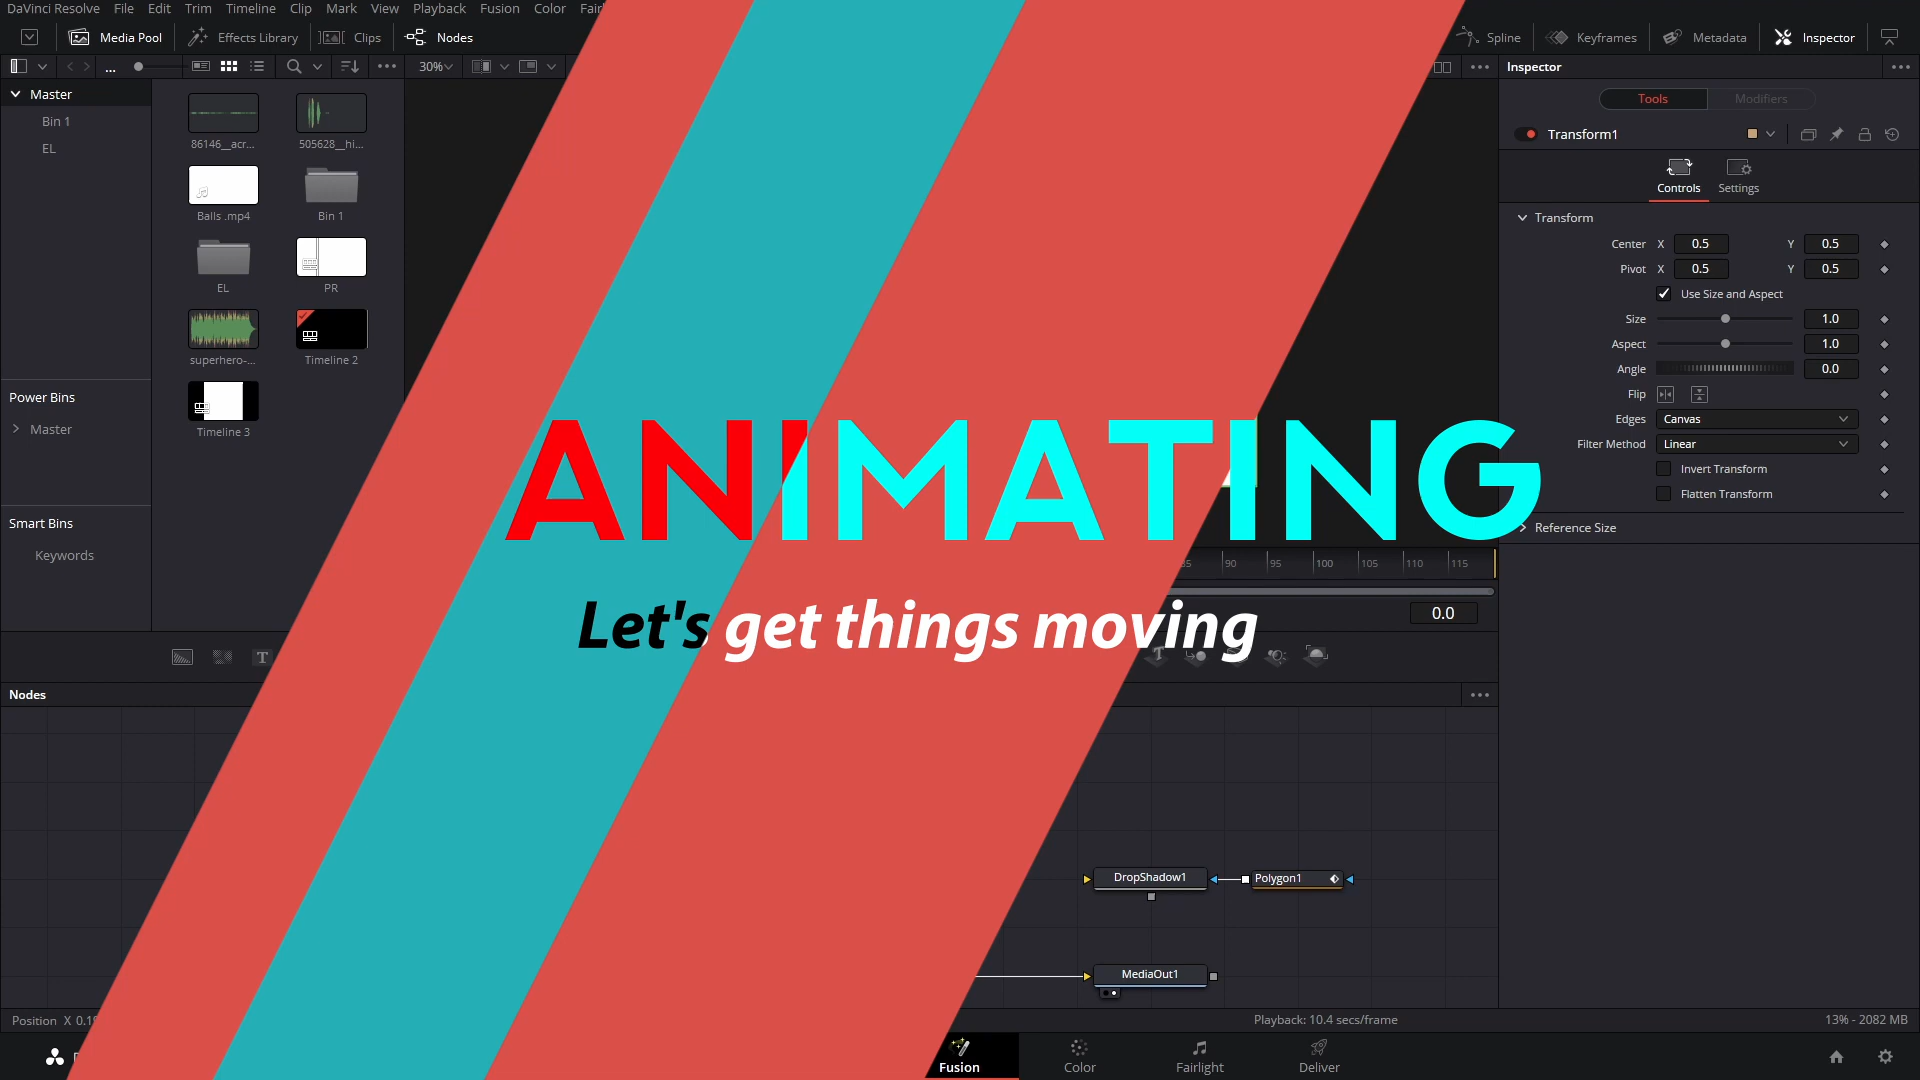 DaVinci Resolve File Edit Trim Timeline Clip Mark View Playback Fusion Color
Media Pool Effects Library Clips Nodes Spline Keyframes Metadata Inspector
... 30% Inspector
Master
Bin 1
EL
86146__acr... 505628__hi...
Balls .mp4 Bin 1
EL PR
superhero-... Timeline 2
Timeline 3
Power Bins
Master
Smart Bins
Keywords
Tools Modifiers
Transform1
Controls Settings
Transform
Center X 0.5 Y 0.5
Pivot X 0.5 Y 0.5
Use Size and Aspect
Size 1.0
Aspect 1.0
Angle 0.0
Flip
Edges Canvas
Filter Method Linear
Invert Transform
Flatten Transform
Reference Size
ANIMATING
Let's get things moving
90 95 100 105 110 115
0.0
T T
Nodes
DropShadow1 Polygon1
MediaOut1
Position X Playback: 10.4 secs/frame 13% - 2082 MB
Fusion Color Fairlight Deliver